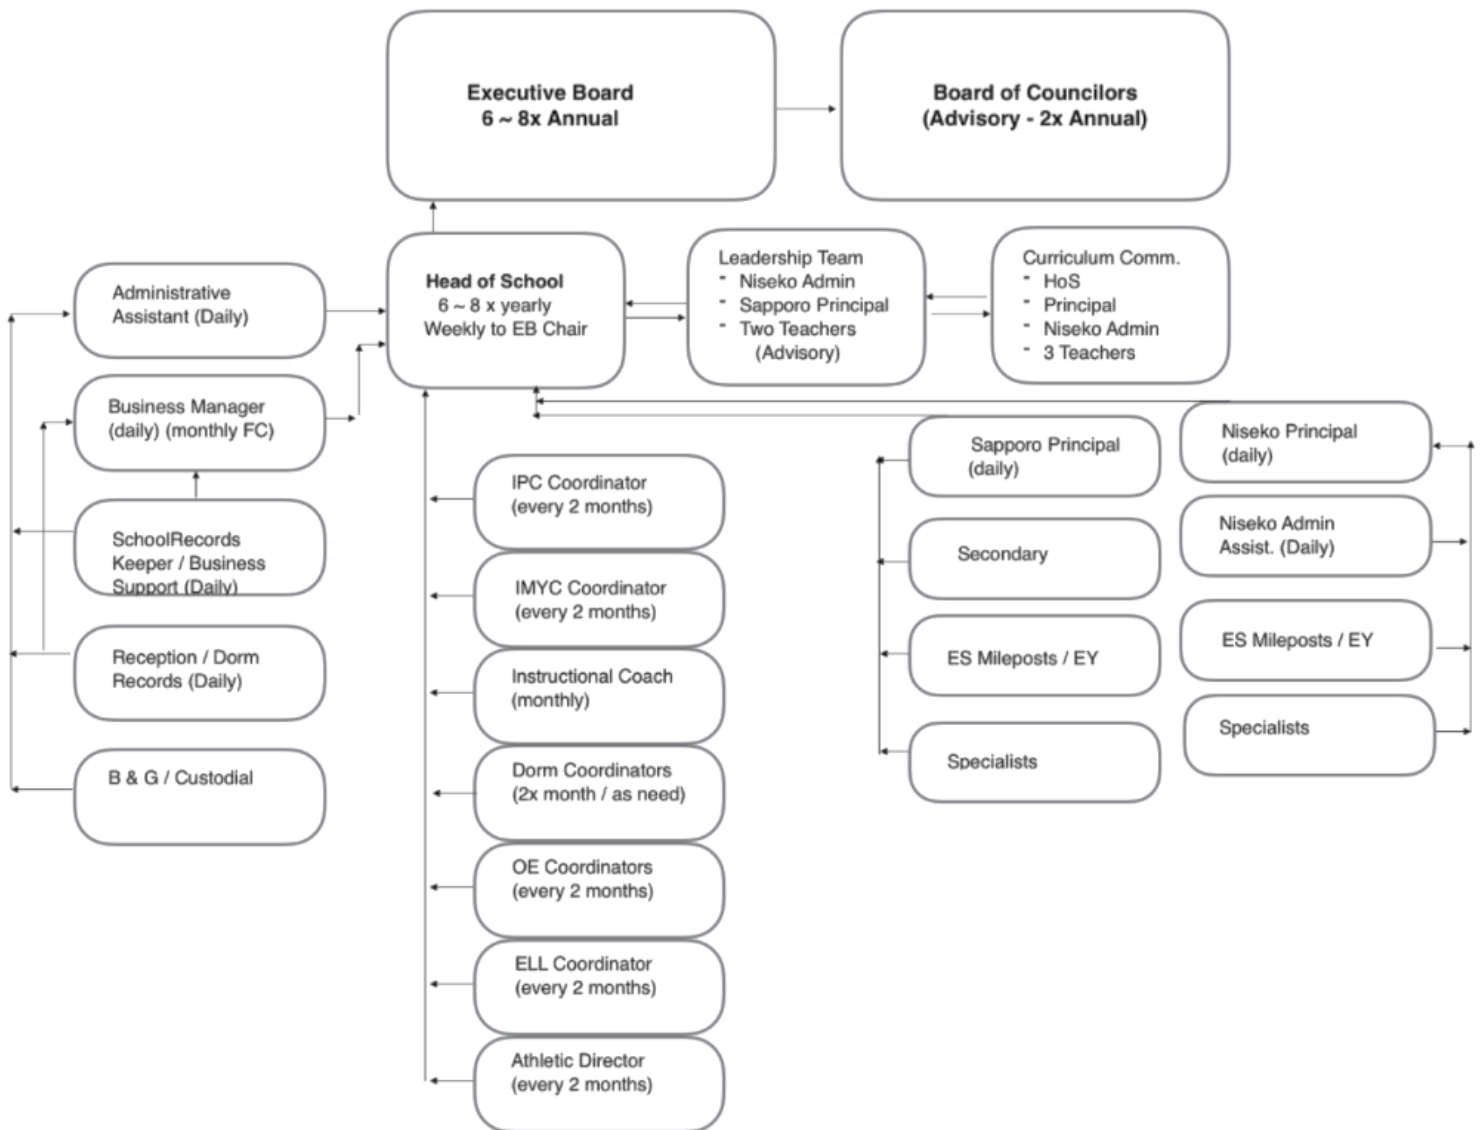 Executive Board
6 ~ 8x Annual
Board of Councilors
(Advisory - 2x Annual)
Administrative
Assistant (Daily)
Head of School
6 ~ 8 x yearly
Weekly to EB Chair
Leadership Team
- Niseko Admin
- Sapporo Principal
- Two Teachers
(Advisory)
Curriculum Comm.
- HoS
- Principal
- Niseko Admin
- 3 Teachers
Business Manager
(daily) (monthly FC)
SchoolRecords
Keeper / Business
Support (Daily)
Reception / Dorm
Records (Daily)
B & G / Custodial
IPC Coordinator
(every 2 months)
IMYC Coordinator
(every 2 months)
Instructional Coach
(monthly)
Dorm Coordinators
(2x month / as need)
OE Coordinators
(every 2 months)
ELL Coordinator
(every 2 months)
Athletic Director
(every 2 months)
Sapporo Principal
(daily)
Secondary
ES Mileposts / EY
Specialists
Niseko Principal
(daily)
Niseko Admin
Assist. (Daily)
ES Mileposts / EY
Specialists